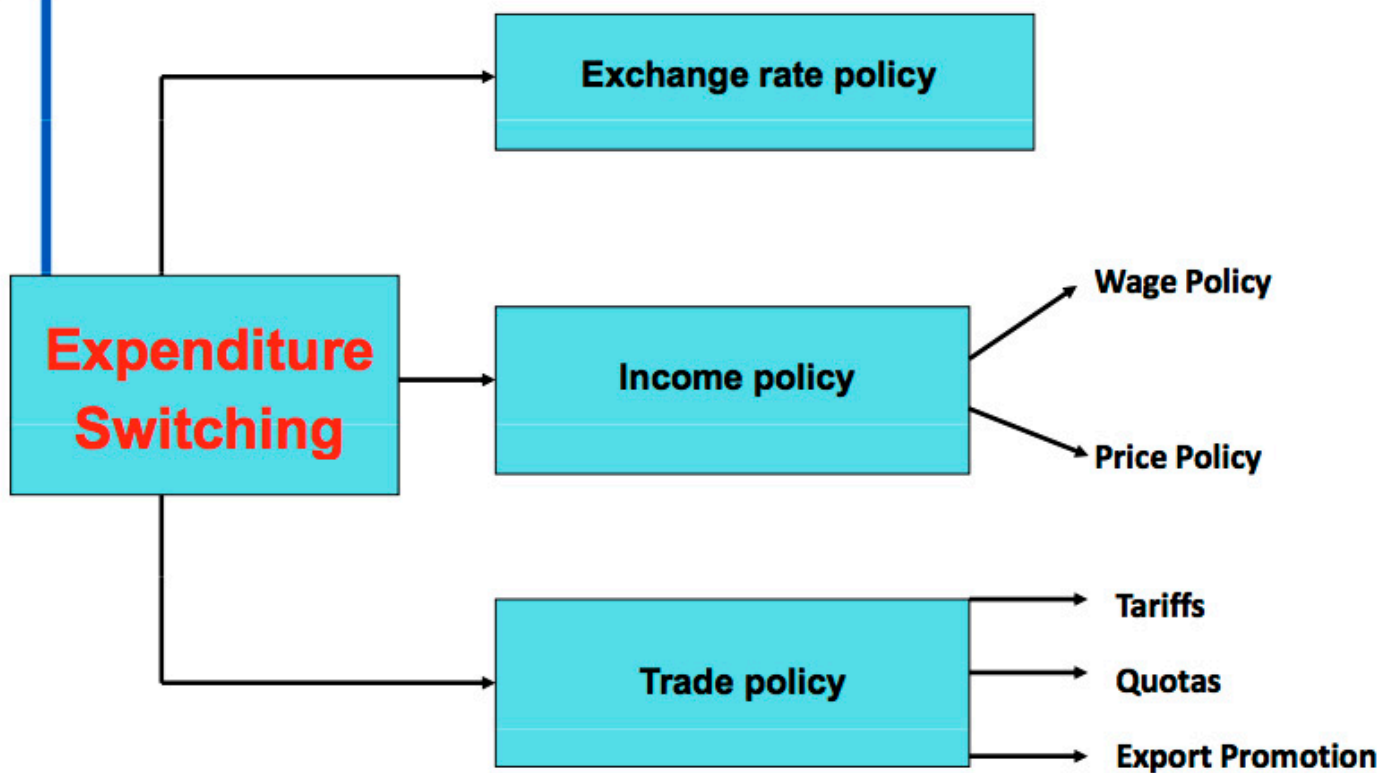 Exchange rate policy
Expenditure
Switching
Income policy
Wage Policy
Price Policy
Trade policy
Tariffs
Quotas
Export Promotion